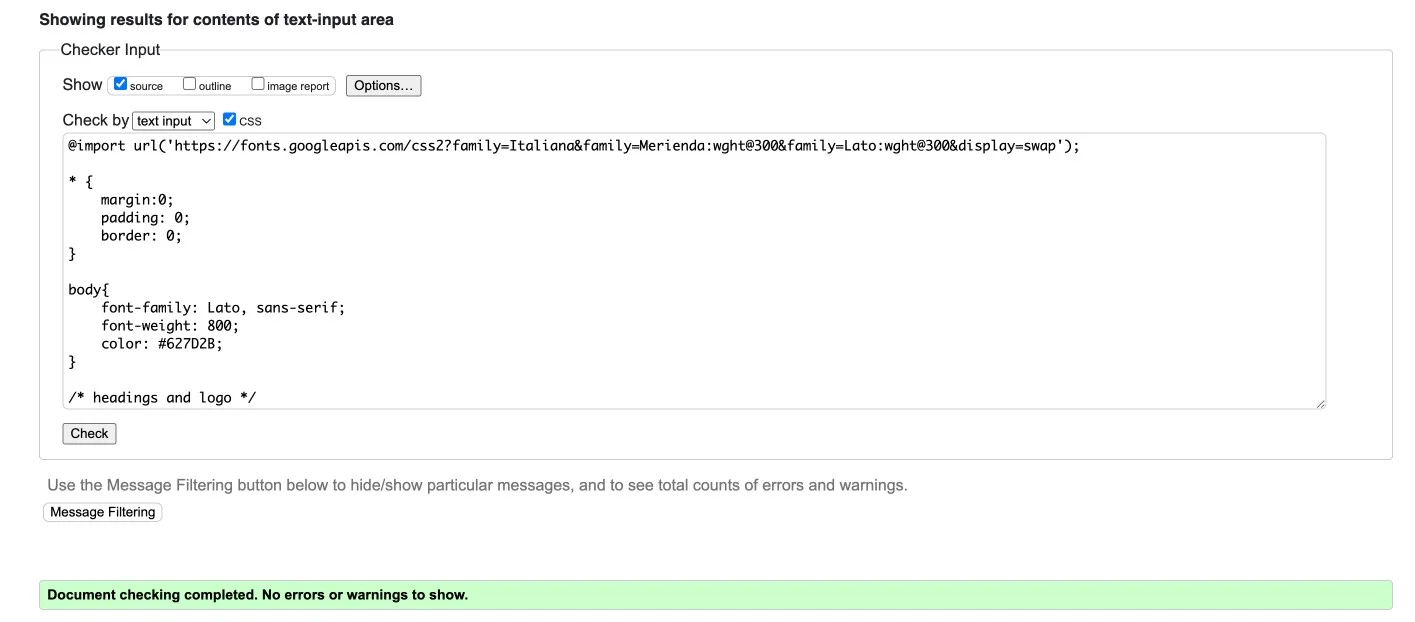 Showing results for contents of text-input area
Checker Input
Show source outline image report Options...
Check by text input CSS
@import url('https://fonts.googleapis.com/css2?family=Italiana&family=Merienda:wght@300&family=Lato:wght@300&display=swap');
* {
margin:0;
padding: 0;
border: 0;
}
body{
font-family: Lato, sans-serif;
font-weight: 800;
color: #627D2B;
}
/* headings and logo */
Check
Use the Message Filtering button below to hide/show particular messages, and to see total counts of errors and warnings.
Message Filtering
Document checking completed. No errors or warnings to show.